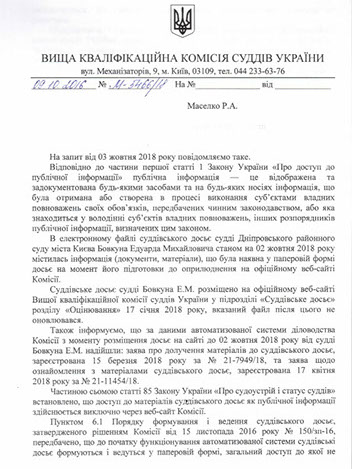 ВИЩА КВАЛІФІКАЦІЙНА КОМІСІЯ СУДДІВ УКРАЇНИ
вул. Механізаторів, 9, м. Київ, 03109, тел. 044 233-63-76
09.10.2018 № На № від
Маселко Р.А.
На запит від 03 жовтня 2018 року повідомляємо таке.
Відповідно до частини першої статті 1 Закону України «Про доступ до
публічної інформації» публічна інформація — це відображена та
задокументована будь-якими засобами та на будь-яких носіях інформація, що
була отримана або створена в процесі виконання суб’єктами владних
повноважень своїх обов’язків, передбачених чинним законодавством, або яка
знаходиться у володінні суб’єктів владних повноважень, інших розпорядників
публічної інформації, визначених цим законом.
В електронному файлі суддівського досьє судді Дніпровського районного
суду міста Києва Бовкуна Едуарда Михайловича станом на 02 жовтня 2018 року
містилась інформація (документи, матеріали), що була наявна у паперовій формі
досьє на момент його підготовки до оприлюднення на офіційному веб-сайті
Комісії.
Суддівське досьє судді Бовкуна Е.М. розміщено на офіційному веб-сайті
Вищої кваліфікаційної комісії суддів України у підрозділі «Суддівське досьє»
розділу «Оцінювання» 17 січня 2018 року, вказаний файл після цього не
оновлювався.
Також інформуємо, що за даними автоматизованої системи діловодства
Комісії з моменту розміщення досьє на сайті до 02 жовтня 2018 року від судді
Бовкуна Е.М. надійшли: заява про долучення матеріалів до суддівського досьє,
зареєстрована 15 березня 2018 року за № 21-7949/18, та заява щодо
ознайомлення з матеріалами суддівського досьє, зареєстрована 17 квітня
2018 року за № 21-11454/18.
Частиною сьомою статті 85 Закону України «Про судоустрій і статус суддів»
встановлено, що доступ до матеріалів суддівського досьє як публічної інформації
здійснюється виключно через веб-сайт Комісії.
Пунктом 6.1 Порядку формування і ведення суддівського досьє,
затвердженого рішенням Комісії від 15 листопада 2016 року № 150/зп-16,
передбачено, що до початку функціонування автоматизованої системи суддівські
досьє формуються і ведуться у паперовій формі, загальний доступ до якої не